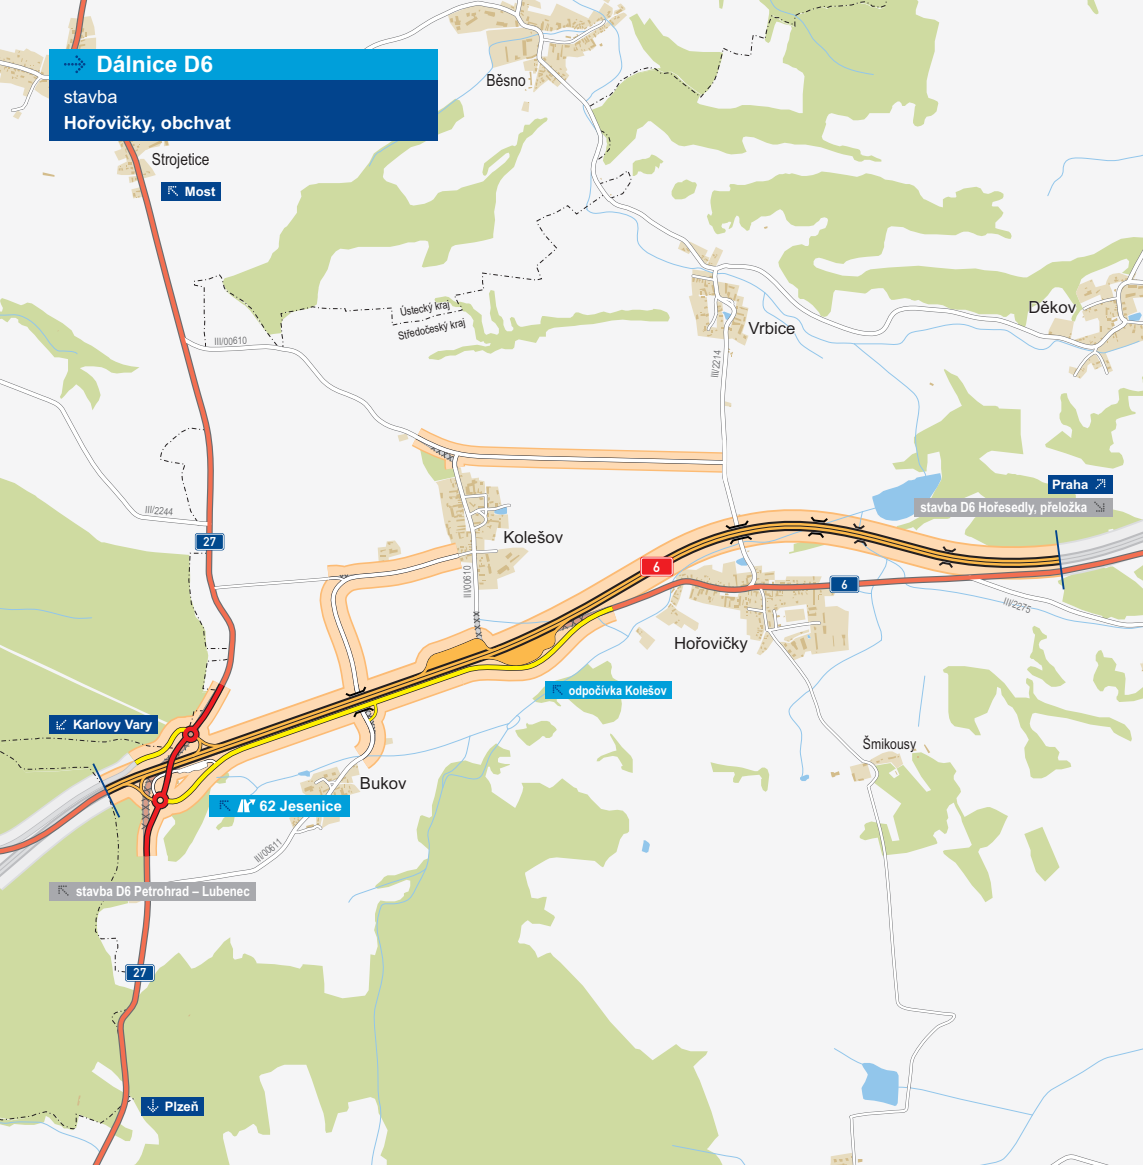 Dálnice D6
stavba
Hořovičky, obchvat
Běsno
Strojetice
Most
Ústecký kraj
Středočeský kraj
Děkov
Vrbice
III/00610
III/2214
Praha
stavba D6 Hořesedly, přeložka
III/2244
27
Kolešov
6
III/00610
6
III/2275
Hořovičky
odpočívka Kolešov
Karlovy Vary
Šmikousy
Bukov
62 Jesenice
III/00611
stavba D6 Petrohrad – Lubenec
27
Plzeň